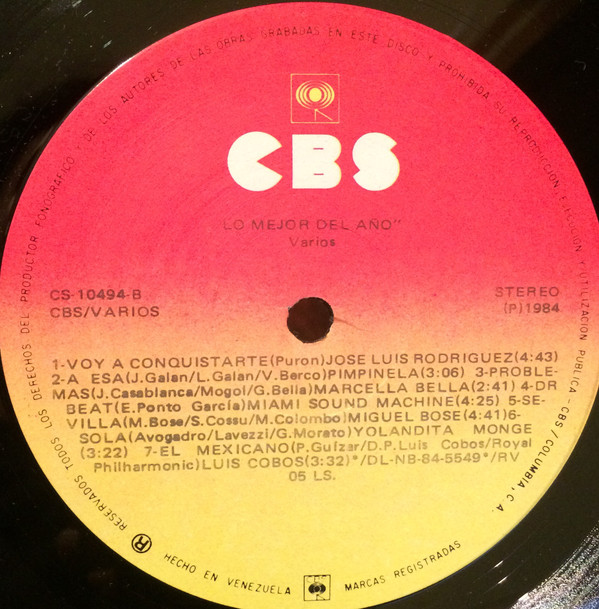 RESERVADOS TODOS LOS DERECHOS DEL PRODUCTOR FONOGRAFICO Y DE LOS AUTORES DE LAS OBRAS GRABADAS EN ESTE DISCO Y PROHIBIDA SU REPRODUCCION, EJECUCION Y UTILIZACION PUBLICA - CBS/COLUMBIA, C.A.
CBS
LO MEJOR DEL AÑO"
Varios
CS-10494-B
CBS/VARIOS
STEREO
(P)1984
1-VOY A CONQUISTARTE(Puron)JOSE LUIS RODRIGUEZ(4:43)
2-A ESA(J.Galan/L.Galan/V.Berco)PIMPINELA(3:06) 3-PROBLE-
MAS(J.Casablanca/Mogol/G.Bella)MARCELLA BELLA(2:41) 4-DR
BEAT(E.Ponto García)MIAMI SOUND MACHINE(4:25) 5-SE-
VILLA(M.Bose/S.Cossu/M.Colombo)MIGUEL BOSE(4:41)6-
SOLA(Avogadro/Lavezzi/G.Morato)YOLANDITA MONGE
(3:22) 7-EL MEXICANO(P.Guizar/D.P.Luis Cobos/Royal
Philharmonic)LUIS COBOS(3:32)*/DL-NB-84-5549*/RV
05 LS.
R
HECHO EN VENEZUELA
CBS
MARCAS REGISTRADAS